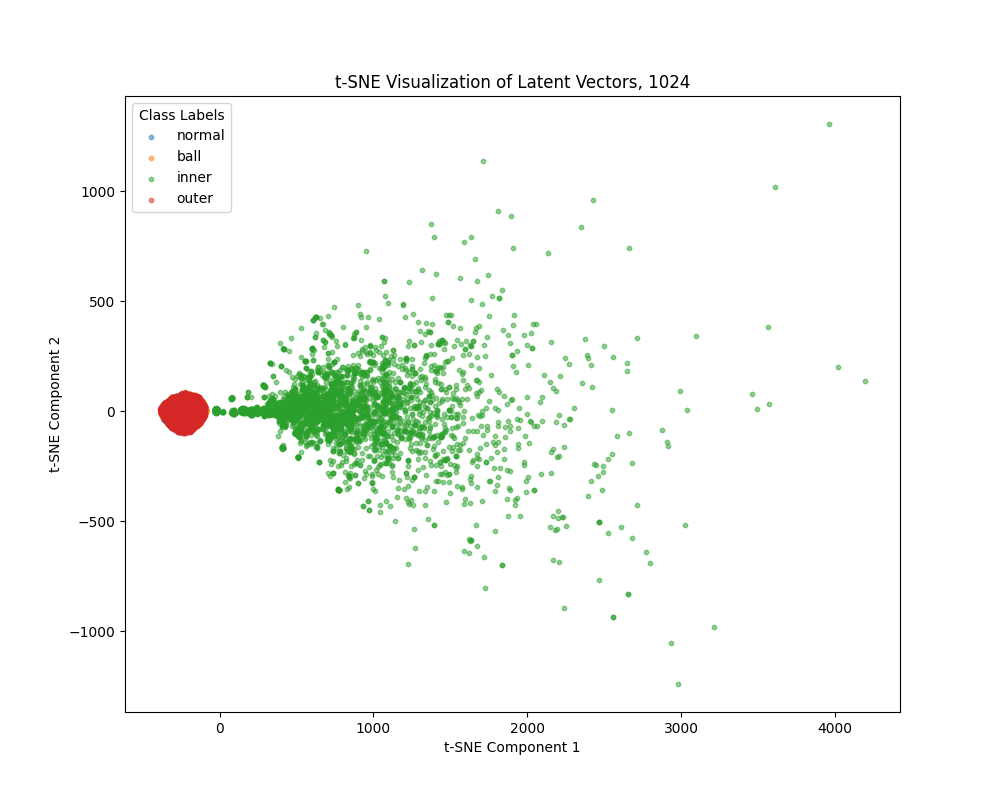 t-SNE Visualization of Latent Vectors, 1024
Class Labels
normal
ball
inner
outer
1000
500
0
−500
−1000
t-SNE Component 2
0
1000
2000
3000
4000
t-SNE Component 1